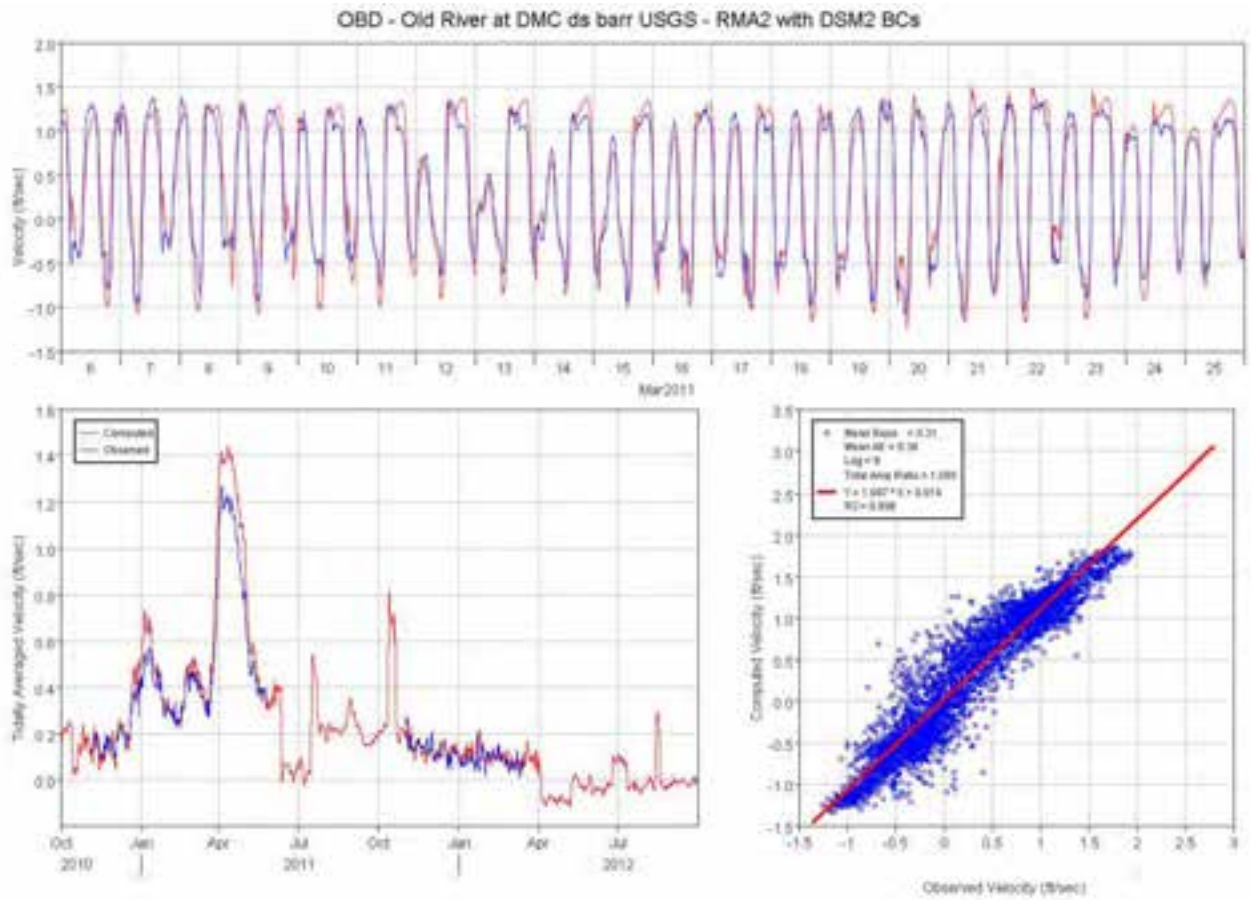 OBD - Old River at DMC ds barr USGS - RMA2 with DSM2 BCs
Velocity (ft/sec)
2.0
1.5
1.0
0.5
0.0
-0.5
-1.0
-1.5
6 7 8 9 10 11 12 13 14 15 16 17 18 19 20 21 22 23 24 25
Mar2011
Tidally Averaged Velocity (ft/sec)
1.6
1.4
1.2
1.0
0.8
0.6
0.4
0.2
0.0
Computed
Observed
Oct Jan Apr Jul Oct Jan Apr Jul
2010 2011 2012
Computed Velocity (ft/sec)
3.5
3.0
2.5
2.0
1.5
1.0
0.5
0.0
-0.5
-1.0
-1.5
Lag = 9
-1.5 -1 -0.5 0 0.5 1 1.5 2 2.5 3
Observed Velocity (ft/sec)